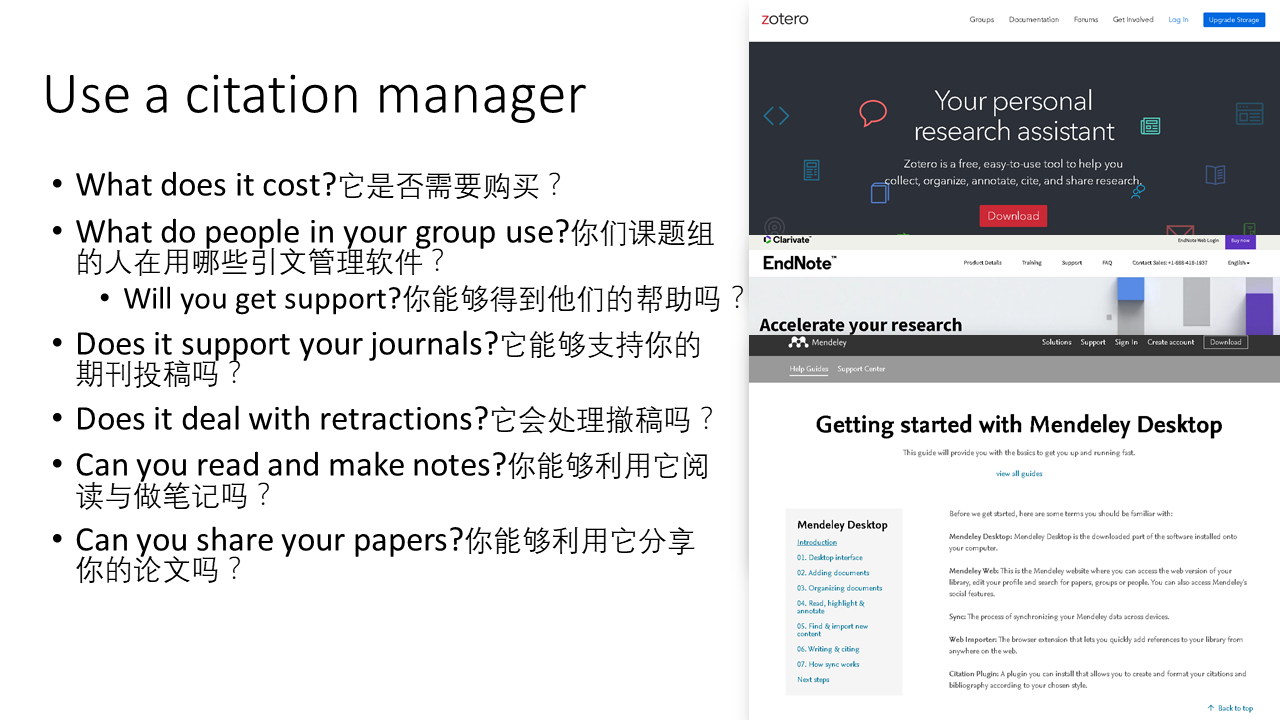 Use a citation manager
• What does it cost?它是否需要购买？
• What do people in your group use?你们课题组
的人在用哪些引文管理软件？
• Will you get support?你能够得到他们的帮助吗？
• Does it support your journals?它能够支持你的
期刊投稿吗？
• Does it deal with retractions?它会处理撤稿吗？
• Can you read and make notes?你能够利用它阅
读与做笔记吗？
• Can you share your papers?你能够利用它分享
你的论文吗？
zotero
Groups Documentation Forums Get Involved Log In Upgrade Storage
Your personal
research assistant
Zotero is a free, easy-to-use tool to help you
collect, organize, annotate, cite, and share research.
Download
Clarivate™ EndNote Web Login Buy now
EndNote™ Product Details Training Support FAQ Contact Sales: +1-888-418-1937 English
Accelerate your research
Mendeley Solutions Support Sign In Create account Download
Help Guides Support Center
Getting started with Mendeley Desktop
This guide will provide you with the basics to get you up and running fast.
view all guides
Mendeley Desktop
Introduction
01. Desktop interface
02. Adding documents
03. Organizing documents
04. Read, highlight &
annotate
05. Find & import new
content
06. Writing & citing
07. How sync works
Next steps
Before we get started, here are some terms you should be familiar with:
Mendeley Desktop: Mendeley Desktop is the downloaded part of the software installed onto
your computer.
Mendeley Web: This is the Mendeley website where you can access the web version of your
library, edit your profile and search for papers, groups or people. You can also access Mendeley's
social features.
Sync: The process of synchronizing your Mendeley data across devices.
Web Importer: The browser extension that lets you quickly add references to your library from
anywhere on the web.
Citation Plugin: A plugin you can install that allows you to create and format your citations and
bibliography according to your chosen style.
Back to top